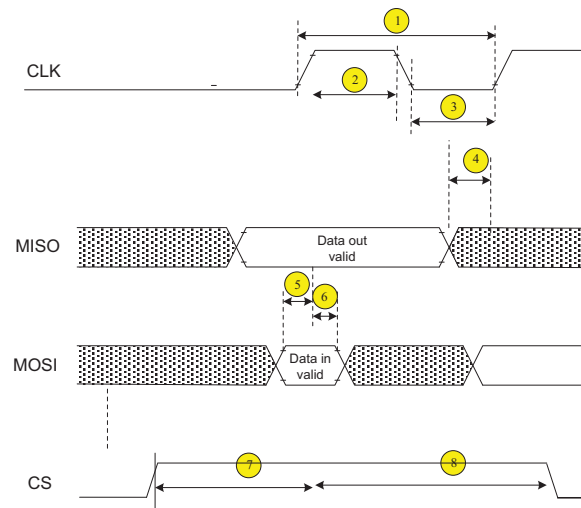 1
CLK
2
3
4
MISO
Data out
valid
5
6
MOSI
Data in
valid
7
8
CS